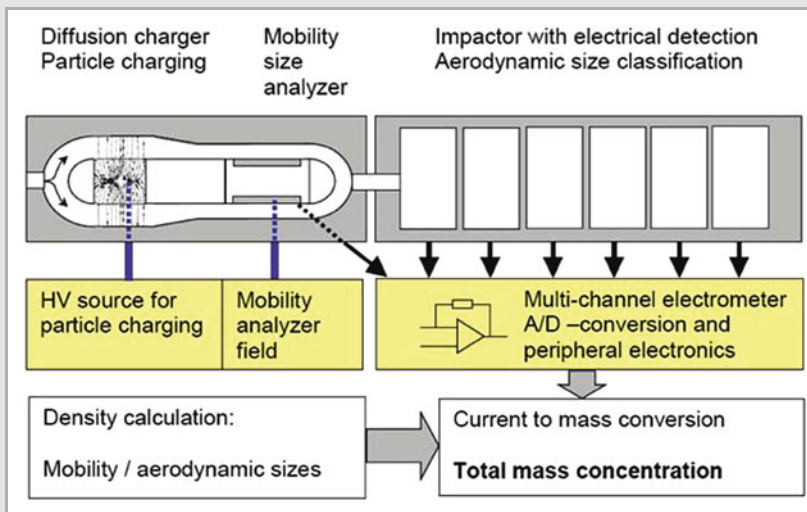 Diffusion charger
Particle charging
Mobility
size
analyzer
Impactor with electrical detection
Aerodynamic size classification
HV source for
particle charging
Mobility
analyzer
field
Multi-channel electrometer
A/D –conversion and
peripheral electronics
Density calculation:
Mobility / aerodynamic sizes
Current to mass conversion
Total mass concentration